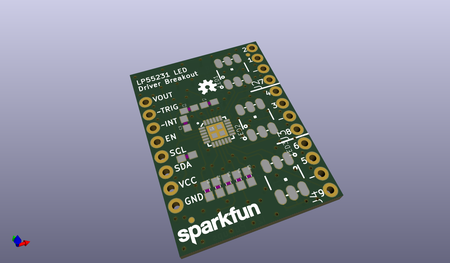 LP55231 LED
Driver Breakout
VOUT
-TRIG
-INT
EN
SCL
SDA
VCC
GND
2
1
7
4
3
8
6
5
9
sparkfun